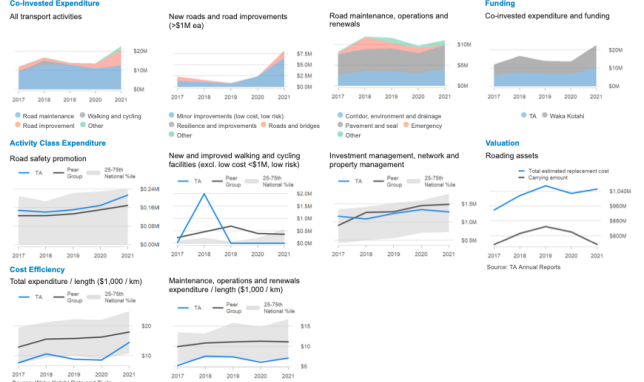 Co-Invested Expenditure
Funding
All transport activities
New roads and road improvements
(>$1M ea)
Road maintenance, operations and
renewals
Co-invested expenditure and funding
$20M
$10M
$0M
2017 2018 2019 2020 2021
$7.5M
$5.0M
$2.5M
$0.0M
2017 2018 2019 2020 2021
$10M
$5M
$0M
2017 2018 2019 2020 2021
$20M
$10M
$0M
2017 2018 2019 2020 2021
Road maintenance Walking and cycling
Road improvement Other
Minor improvements (low cost, low risk)
Resilience and improvements Roads and bridges
Other
Corridor, environment and drainage
Pavement and seal Emergency
Other
TA Waka Kotahi
Activity Class Expenditure
Valuation
Road safety promotion
New and improved walking and cycling
facilities (excl. low cost <$1M, low risk)
Investment management, network and
property management
Roading assets
TA Peer Group 25-75th National %ile
TA Peer Group 25-75th National %ile
TA Peer Group 25-75th National %ile
Total estimated replacement cost
Carrying amount
$0.24M
$0.16M
$0.08M
$0.00M
2017 2018 2019 2020 2021
$2.0M
$1.5M
$1.0M
$0.5M
$0.0M
2017 2018 2019 2020 2021
$1.5M
$1.0M
$0.5M
2017 2018 2019 2020 2021
$1,040M
$960M
$880M
$800M
2017 2018 2019 2020 2021
Source: TA Annual Reports
Cost Efficiency
Total expenditure / length ($1,000 / km)
Maintenance, operations and renewals
expenditure / length ($1,000 / km)
TA Peer Group 25-75th National %ile
TA Peer Group 25-75th National %ile
$20
$10
2017 2018 2019 2020 2021
$15
$10
$5
2017 2018 2019 2020 2021